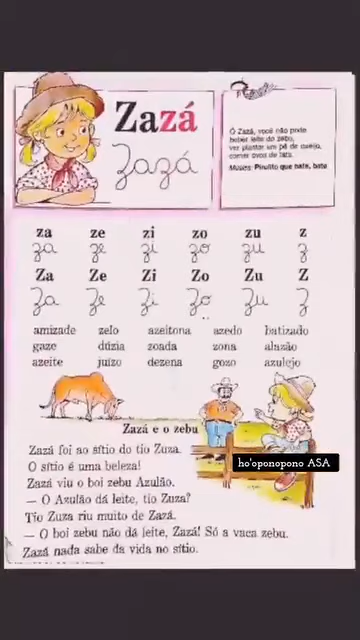 Zazá
Zazá
Ó Zazá, você não pode
beber leite do zebu,
ver plantar um pé de queijo,
comer ovos de tatu.
Música: Pirulito que bate, bate
za ze zi zo zu z
za ze zi zo zu z
Za Ze Zi Zo Zu Z
Za Ze Zi Zo Zu Z
amizade zelo azeitona azedo batizado
gaze dúzia zoada zona alazão
azeite juízo dezena gozo azulejo
Zazá e o zebu
ho'oponopono ASA
Zazá foi ao sítio do tio Zuza.
O sítio é uma beleza!
Zazá viu o boi zebu Azulão.
— O Azulão dá leite, tio Zuza?
Tio Zuza riu muito de Zazá.
— O boi zebu não dá leite, Zazá! Só a vaca zebu.
Zazá nada sabe da vida no sítio.